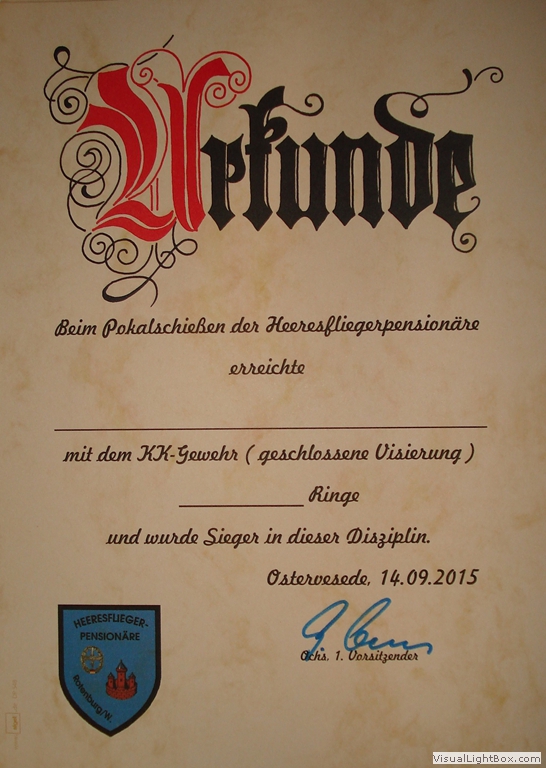 Urkunde
Beim Pokalschießen der Heeresfliegerpensionäre
erreichte
mit dem KK-Gewehr ( geschlossene Visierung )
Ringe
und wurde Sieger in dieser Disziplin.
Ostervesede, 14.09.2015
Ochs, 1. Vorsitzender
HEERESFLIEGER-
PENSIONÄRE
Rotenburg/W.
VisualLightBox.com